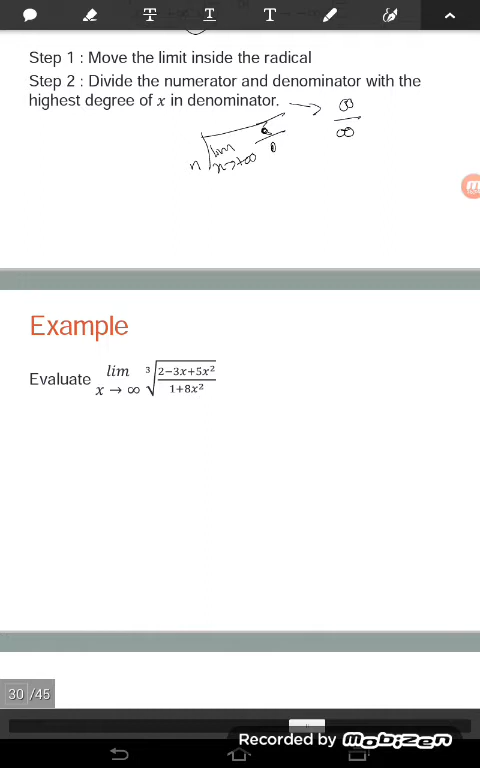 Step 1 : Move the limit inside the radical
Step 2 : Divide the numerator and denominator with the
highest degree of x in denominator. → ∞/∞
n√ lim x→+∞
Example
Evaluate lim x → ∞ ³√((2−3x+5x²)/(1+8x²))
30 /45
Recorded by mobizen